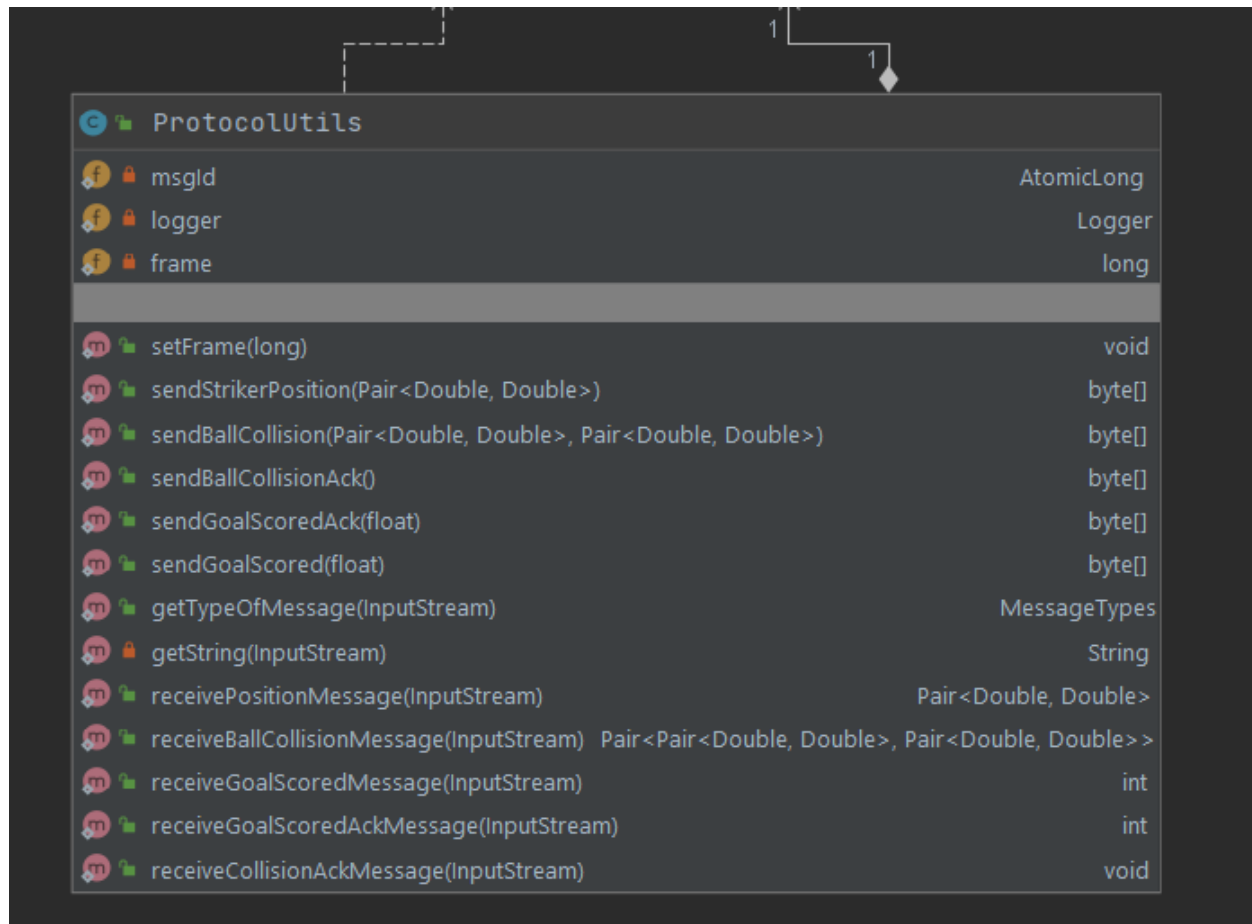 1
1
C ProtocolUtils
f msgId AtomicLong
f logger Logger
f frame long
m setFrame(long) void
m sendStrikerPosition(Pair<Double, Double>) byte[]
m sendBallCollision(Pair<Double, Double>, Pair<Double, Double>) byte[]
m sendBallCollisionAck() byte[]
m sendGoalScoredAck(float) byte[]
m sendGoalScored(float) byte[]
m getTypeOfMessage(InputStream) MessageTypes
m getString(InputStream) String
m receivePositionMessage(InputStream) Pair<Double, Double>
m receiveBallCollisionMessage(InputStream) Pair<Pair<Double, Double>, Pair<Double, Double>>
m receiveGoalScoredMessage(InputStream) int
m receiveGoalScoredAckMessage(InputStream) int
m receiveCollisionAckMessage(InputStream) void